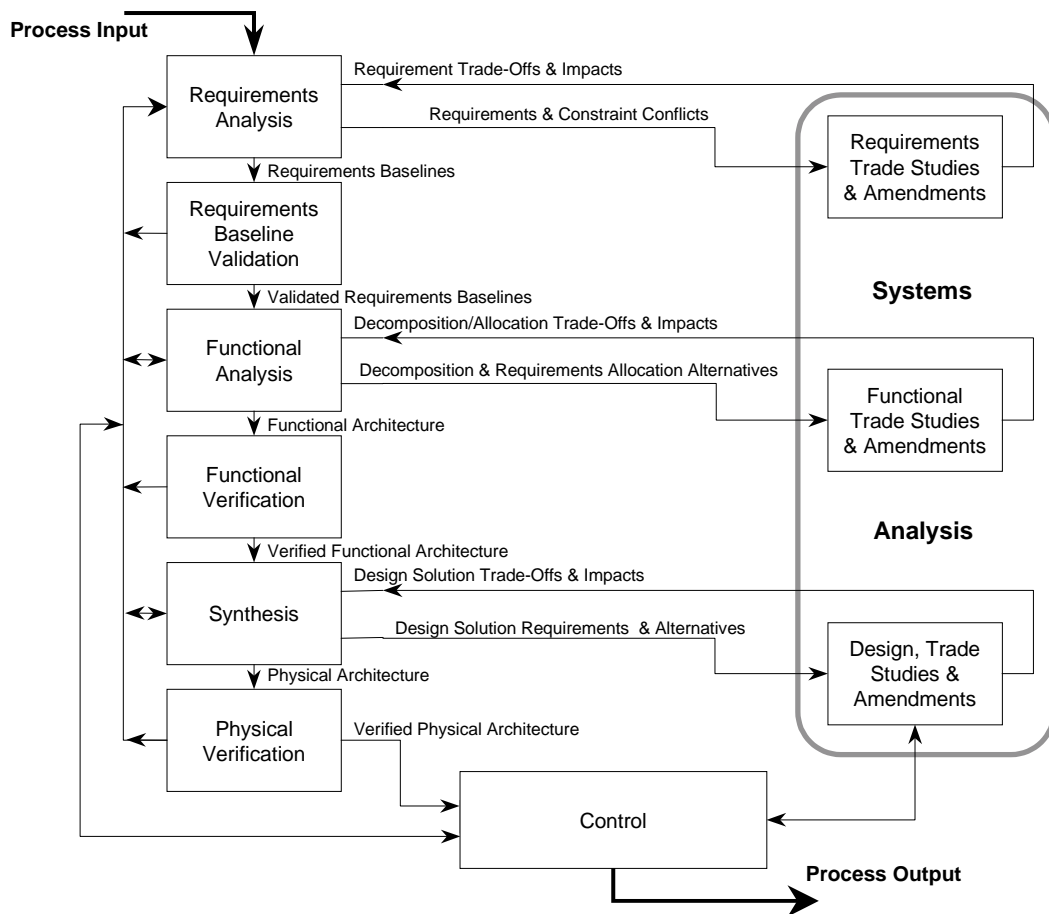 Process Input
Requirement Trade-Offs & Impacts
Requirements
Analysis
Requirements & Constraint Conflicts
Requirements
Trade Studies
& Amendments
Requirements Baselines
Requirements
Baseline
Validation
Systems
Validated Requirements Baselines
Decomposition/Allocation Trade-Offs & Impacts
Functional
Analysis
Decomposition & Requirements Allocation Alternatives
Functional
Trade Studies
& Amendments
Functional Architecture
Functional
Verification
Analysis
Verified Functional Architecture
Design Solution Trade-Offs & Impacts
Synthesis
Design Solution Requirements & Alternatives
Design, Trade
Studies &
Amendments
Physical Architecture
Physical
Verification
Verified Physical Architecture
Control
Process Output